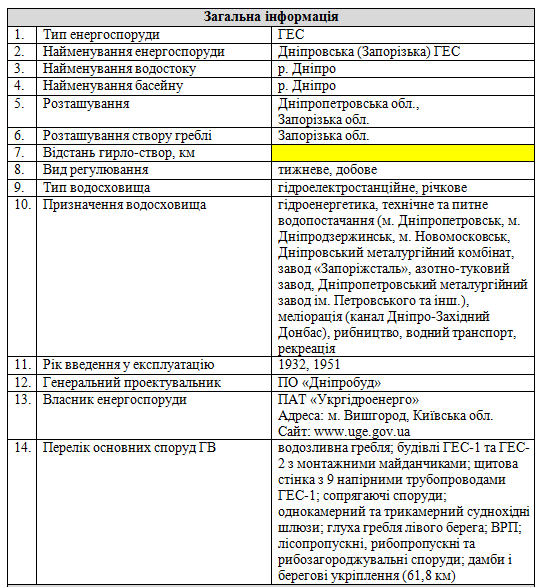 Загальна інформація
1. Тип енергоспоруди ГЕС
2. Найменування енергоспоруди Дніпровська (Запорізька) ГЕС
3. Найменування водостоку р. Дніпро
4. Найменування басейну р. Дніпро
5. Розташування Дніпропетровська обл.,
Запорізька обл.
6. Розташування створу греблі Запорізька обл.
7. Відстань гирло-створ, км
8. Вид регулювання тижневе, добове
9. Тип водосховища гідроелектростанційне, річкове
10. Призначення водосховища гідроенергетика, технічне та питне
водопостачання (м. Дніпропетровськ, м.
Дніпродзержинськ, м. Новомосковськ,
Дніпровський металургійний комбінат,
завод «Запоріжсталь», азотно-туковий
завод, Дніпропетровський металургійний
завод ім. Петровського та інш.),
меліорація (канал Дніпро-Західний
Донбас), рибництво, водний транспорт,
рекреація
11. Рік введення у експлуатацію 1932, 1951
12. Генеральний проектувальник ПО «Дніпробуд»
13. Власник енергоспоруди ПАТ «Укргідроенерго»
Адреса: м. Вишгород, Київська обл.
Сайт: www.uge.gov.ua
14. Перелік основних споруд ГВ водозливна гребля; будівлі ГЕС-1 та ГЕС-
2 з монтажними майданчиками; щитова
стінка з 9 напірними трубопроводами
ГЕС-1; сопрягаючі споруди;
однокамерний та трикамерний суднохідні
шлюзи; глуха гребля лівого берега; ВРП;
лісопропускні, рибопропускні та
рибозагороджувальні споруди; дамби і
берегові укріплення (61,8 км)